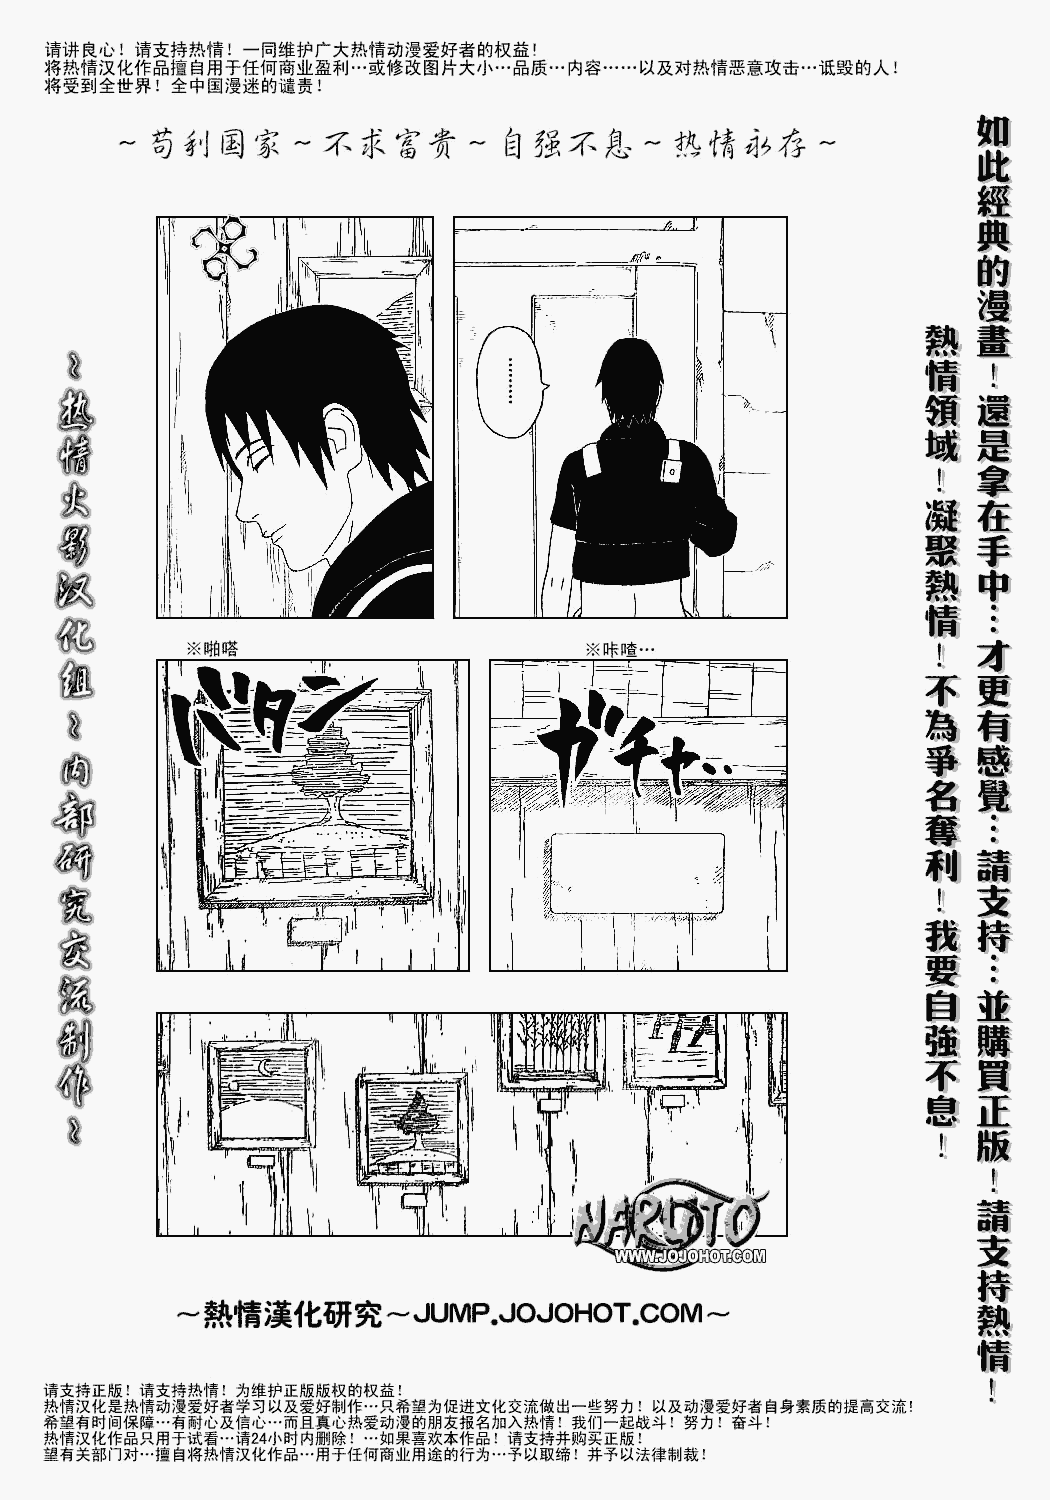 请讲良心！请支持热情！一同维护广大热情动漫爱好者的权益！
将热情汉化作品擅自用于任何商业盈利…或修改图片大小…品质…内容……以及对热情恶意攻击…诋毁的人！
将受到全世界！全中国漫迷的谴责！
～苟利国家～不求富贵～自强不息～热情永存～
如此經典的漫畫！還是拿在手中…才更有感覺…請支持…並購買正版！請支持熱情！
熱情領域！凝聚熱情！不為爭名奪利！我要自強不息！
～热情火影汉化组～内部研究交流制作～
………
※咔喳…
ガチャ‥
※啪嗒
バタン
NARUTO
WWW.JOJOHOT.COM
～熱情漢化研究～JUMP.JOJOHOT.COM～
请支持正版！请支持热情！为维护正版版权的权益！
热情汉化是热情动漫爱好者学习以及爱好制作…只希望为促进文化交流做出一些努力！以及动漫爱好者自身素质的提高交流！
希望有时间保障…有耐心及信心…而且真心热爱动漫的朋友报名加入热情！我们一起战斗！努力！奋斗！
热情汉化作品只用于试看…请24小时内删除！…如果喜欢本作品！请支持并购买正版！
望有关部门对…擅自将热情汉化作品…用于任何商业用途的行为…予以取缔！并予以法律制裁！